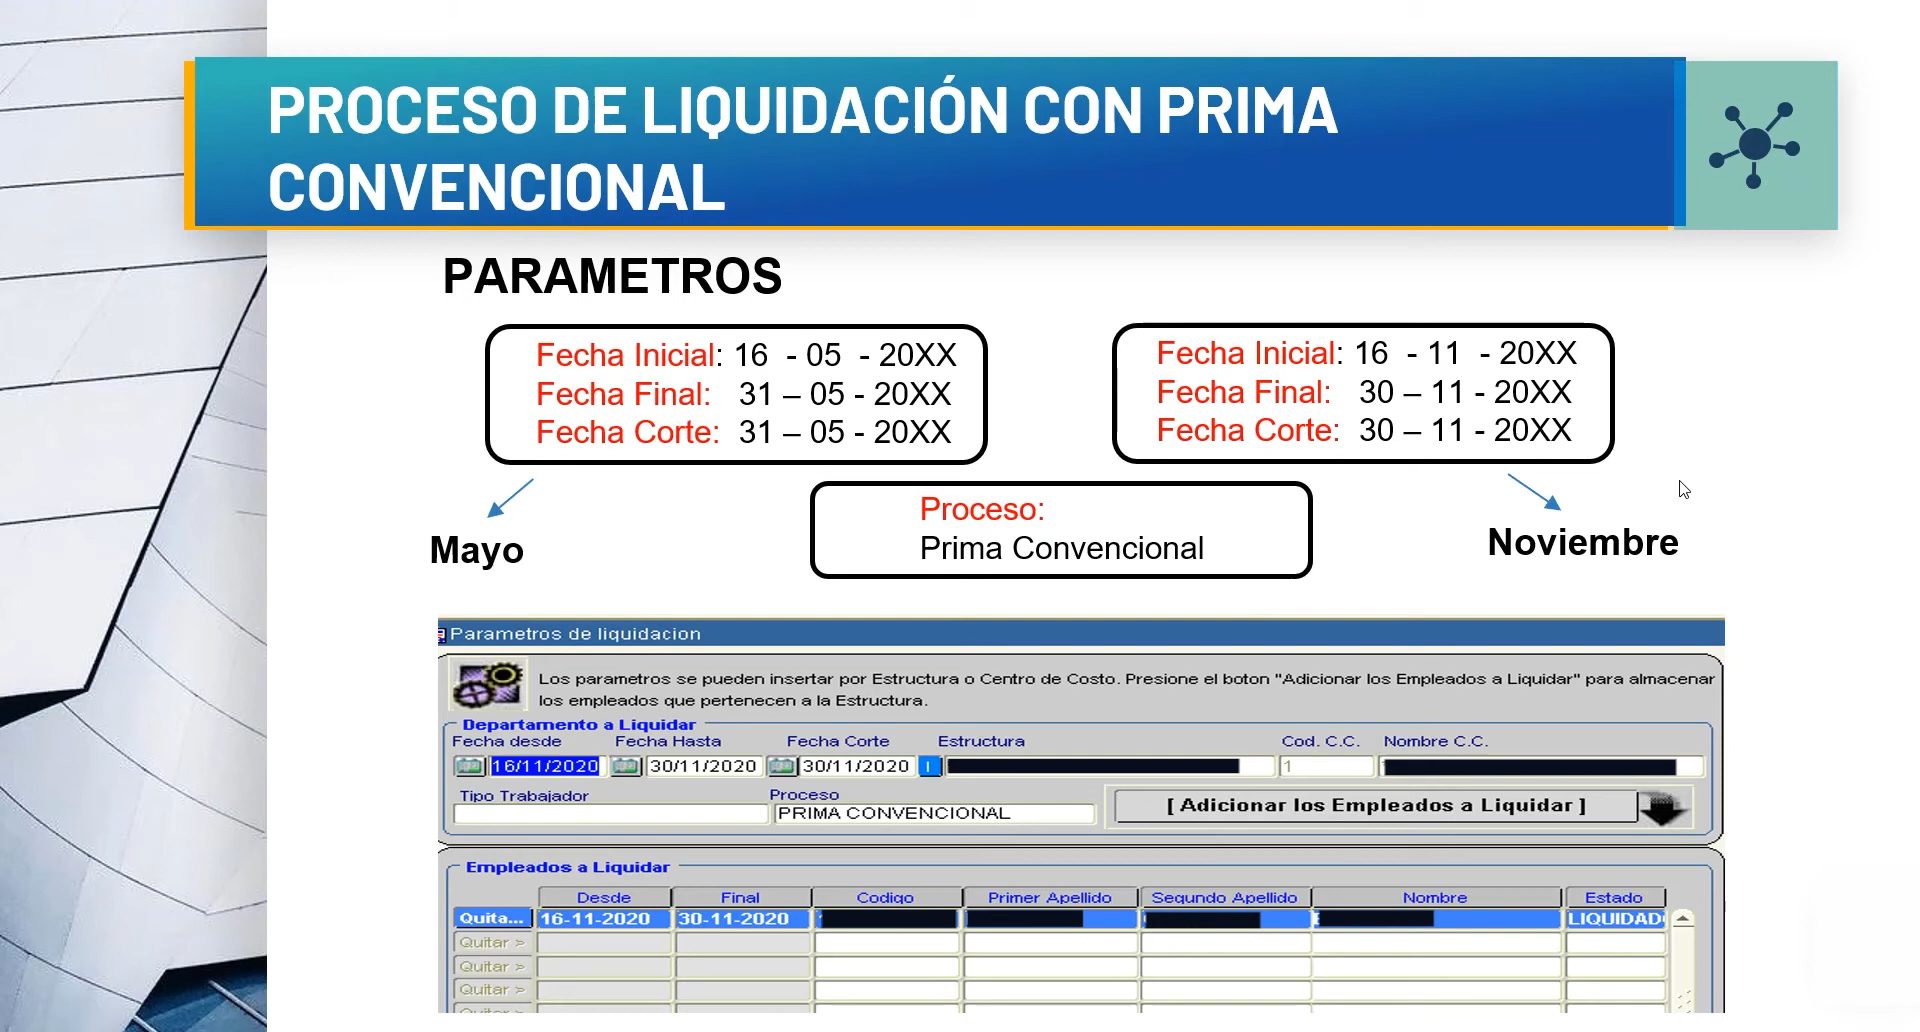 PROCESO DE LIQUIDACIÓN CON PRIMA
CONVENCIONAL
PARAMETROS
Fecha Inicial: 16 - 05 - 20XX
Fecha Final: 31 – 05 - 20XX
Fecha Corte: 31 – 05 - 20XX
Fecha Inicial: 16 - 11 - 20XX
Fecha Final: 30 – 11 - 20XX
Fecha Corte: 30 – 11 - 20XX
Mayo
Proceso:
Prima Convencional
Noviembre
Parametros de liquidacion
Los parametros se pueden insertar por Estructura o Centro de Costo. Presione el boton "Adicionar los Empleados a Liquidar" para almacenar
los empleados que pertenecen a la Estructura.
Departamento a Liquidar
Fecha desde Fecha Hasta Fecha Corte Estructura Cod. C.C. Nombre C.C.
16/11/2020 30/11/2020 30/11/2020 1
Tipo Trabajador Proceso
PRIMA CONVENCIONAL
[ Adicionar los Empleados a Liquidar ]
Empleados a Liquidar
Desde Final Codigo Primer Apellido Segundo Apellido Nombre Estado
Quita... 16-11-2020 30-11-2020 LIQUIDAD
Quitar >
Quitar >
Quitar >
Quitar >